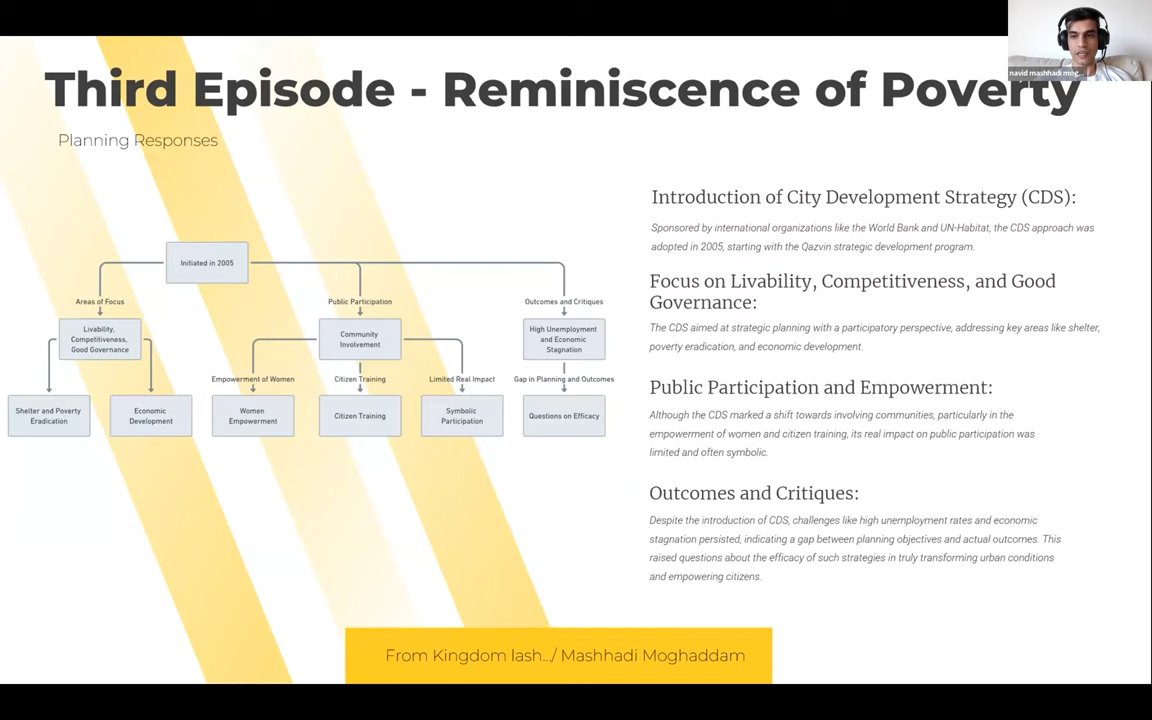 navid mashhadi mog...
Third Episode - Reminiscence of Poverty
Planning Responses
Initiated in 2005
Areas of Focus
Public Participation
Outcomes and Critiques
Livability,
Competitiveness,
Good Governance
Community
Involvement
High Unemployment
and Economic
Stagnation
Empowerment of Women
Citizen Training
Limited Real Impact
Gap in Planning and Outcomes
Shelter and Poverty
Eradication
Economic
Development
Women
Empowerment
Citizen Training
Symbolic
Participation
Questions on Efficacy
Introduction of City Development Strategy (CDS):
Sponsored by international organizations like the World Bank and UN-Habitat, the CDS approach was
adopted in 2005, starting with the Qazvin strategic development program.
Focus on Livability, Competitiveness, and Good
Governance:
The CDS aimed at strategic planning with a participatory perspective, addressing key areas like shelter,
poverty eradication, and economic development.
Public Participation and Empowerment:
Although the CDS marked a shift towards involving communities, particularly in the
empowerment of women and citizen training, its real impact on public participation was
limited and often symbolic.
Outcomes and Critiques:
Despite the introduction of CDS, challenges like high unemployment rates and economic
stagnation persisted, indicating a gap between planning objectives and actual outcomes. This
raised questions about the efficacy of such strategies in truly transforming urban conditions
and empowering citizens.
From Kingdom lash.../ Mashhadi Moghaddam